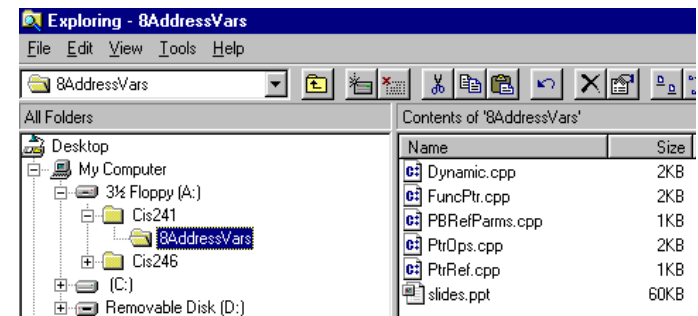 Exploring - 8AddressVars
File Edit View Tools Help
8AddressVars
All Folders
Contents of '8AddressVars'
Desktop
My Computer
3½ Floppy (A:)
Cis241
8AddressVars
Cis246
(C:)
Removable Disk (D:)
Name Size
Dynamic.cpp 2KB
FuncPtr.cpp 2KB
PBRefParms.cpp 1KB
PtrOps.cpp 2KB
PtrRef.cpp 1KB
slides.ppt 60KB